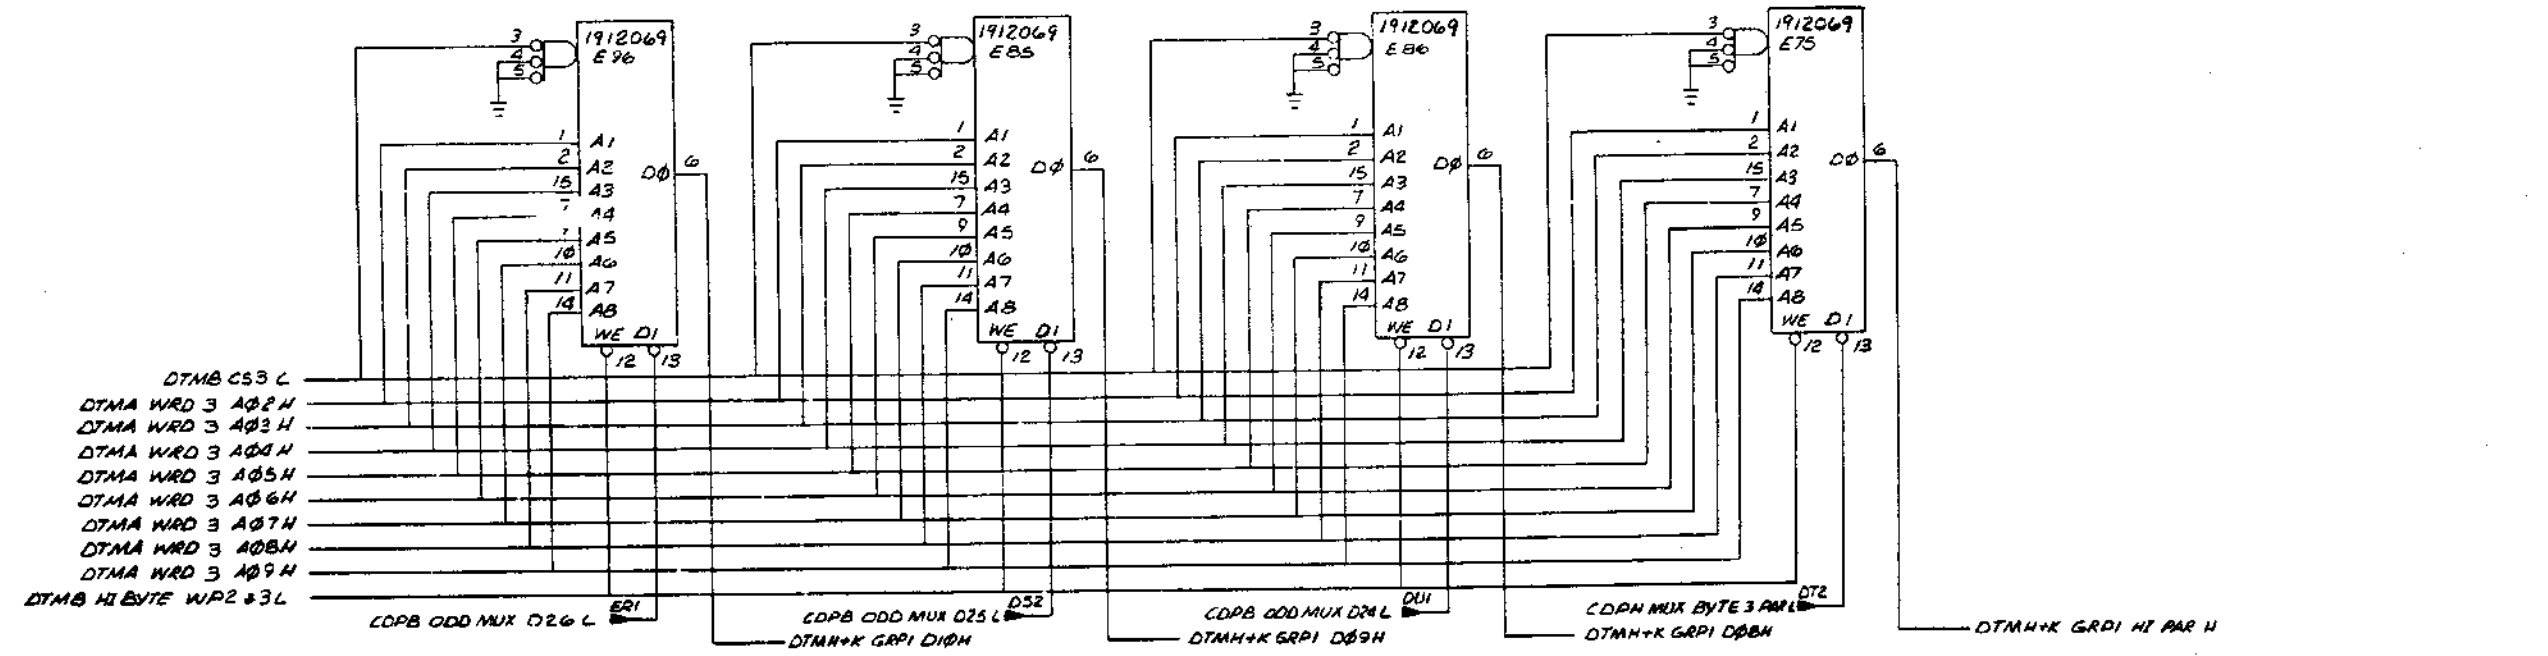 1912069
E96
3
4
5
1 A1
2 A2
15 A3
A4
A5
10 A6
11 A7
14 A8
DØ 6
WE D1
12 13
1912069
E85
3
4
5
1 A1
2 A2
15 A3
7 A4
9 A5
1Ø A6
11 A7
14 A8
DØ 6
WE D1
12 13
1912069
E86
3
4
5
1 A1
2 A2
15 A3
7 A4
9 A5
1Ø A6
11 A7
14 A8
DØ 6
WE D1
12 13
1912069
E75
3
4
5
1 A1
2 A2
15 A3
7 A4
9 A5
1Ø A6
11 A7
14 A8
DØ 6
WE D1
12 13
DTMB CS3 L
DTMA WRD 3 AØ2 H
DTMA WRD 3 AØ3 H
DTMA WRD 3 AØ4 H
DTMA WRD 3 AØ5 H
DTMA WRD 3 AØ6 H
DTMA WRD 3 AØ7 H
DTMA WRD 3 AØ8 H
DTMA WRD 3 AØ9 H
DTMB HI BYTE WP2+3 L
CDPB ODD MUX D26 L ER1
CDPB ODD MUX D25 L DS2
CDPB ODD MUX D24 L DU1
CDPH MUX BYTE 3 PAR L DT2
DTMH+K GRP1 D1ØH
DTMH+K GRP1 DØ9H
DTMH+K GRP1 DØ8H
DTMH+K GRP1 HI PAR H